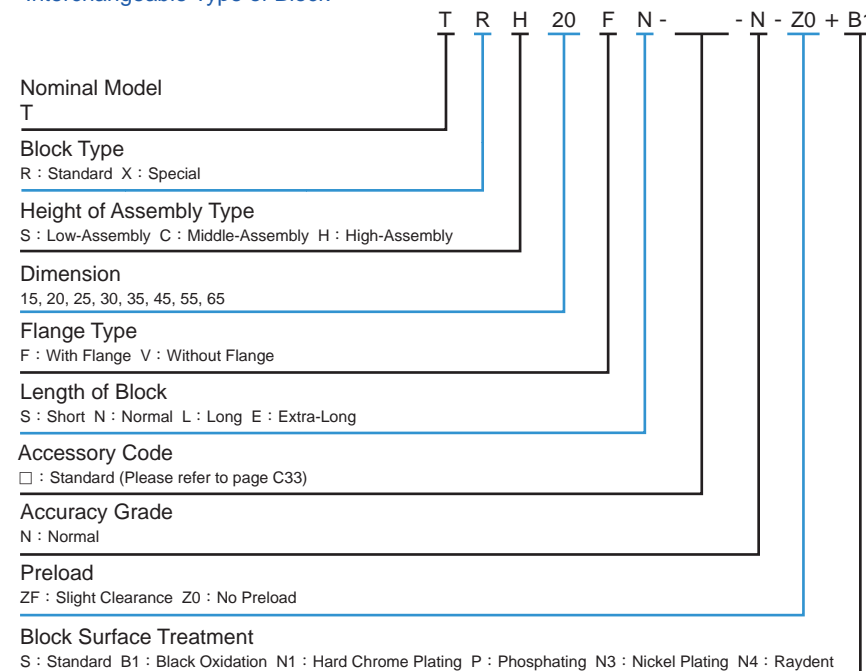 Interchangeable Type of Block
T R H 20 F N - - N - Z0 + B1
Nominal Model
T
Block Type
R：Standard X：Special
Height of Assembly Type
S：Low-Assembly C：Middle-Assembly H：High-Assembly
Dimension
15, 20, 25, 30, 35, 45, 55, 65
Flange Type
F：With Flange V：Without Flange
Length of Block
S：Short N：Normal L：Long E：Extra-Long
Accessory Code
□：Standard (Please refer to page C33)
Accuracy Grade
N：Normal
Preload
ZF：Slight Clearance Z0：No Preload
Block Surface Treatment
S：Standard B1：Black Oxidation N1：Hard Chrome Plating P：Phosphating N3：Nickel Plating N4：Raydent